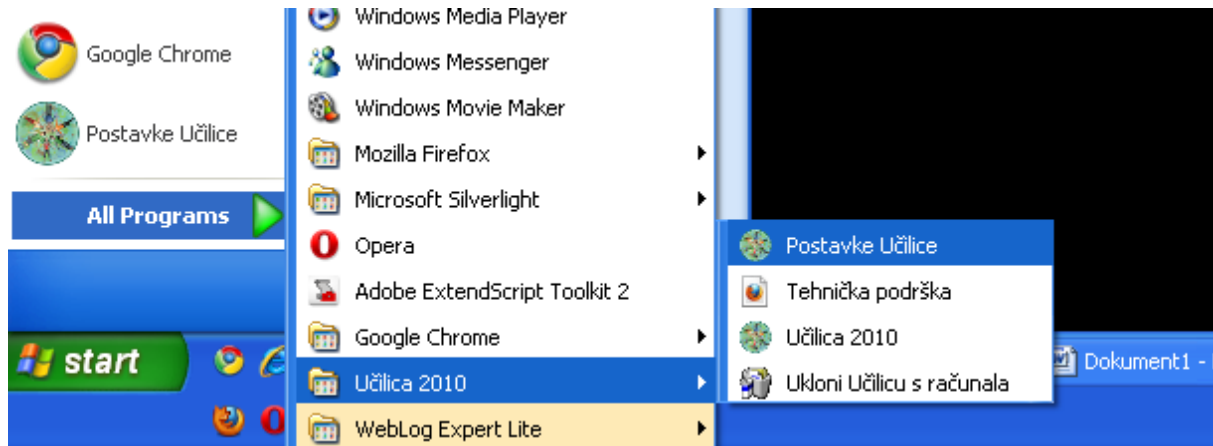 Google Chrome
Postavke Učilice
All Programs
start
Windows Media Player
Windows Messenger
Windows Movie Maker
Mozilla Firefox
Microsoft Silverlight
Opera
Adobe ExtendScript Toolkit 2
Google Chrome
Učilica 2010
WebLog Expert Lite
Postavke Učilice
Tehnička podrška
Učilica 2010
Ukloni Učilicu s računala
Dokument1 -